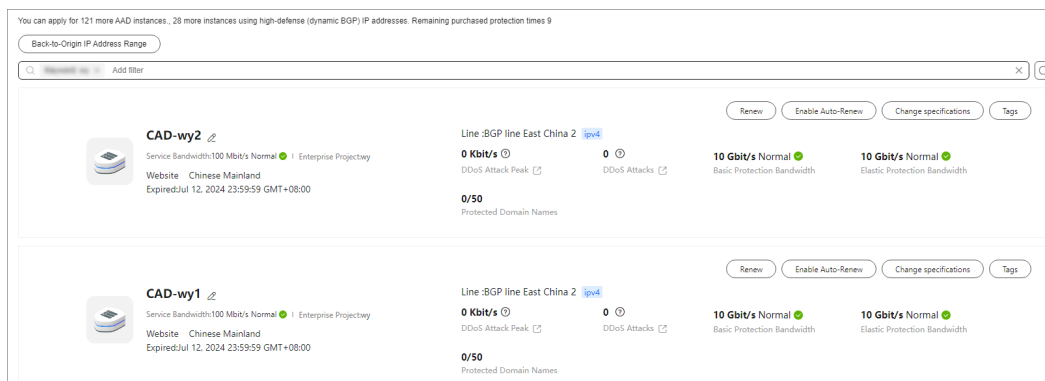 You can apply for 121 more AAD instances., 28 more instances using high-defense (dynamic BGP) IP addresses. Remaining purchased protection times 9
Back-to-Origin IP Address Range
Add filter
Renew Enable Auto-Renew Change specifications Tags
CAD-wy2
Service Bandwidth:100 Mbit/s Normal Enterprise Project:wy
Website Chinese Mainland
Expired:Jul 12, 2024 23:59:59 GMT+08:00
Line :BGP line East China 2 ipv4
0 Kbit/s 0 10 Gbit/s Normal 10 Gbit/s Normal
DDoS Attack Peak DDoS Attacks Basic Protection Bandwidth Elastic Protection Bandwidth
0/50
Protected Domain Names
Renew Enable Auto-Renew Change specifications Tags
CAD-wy1
Service Bandwidth:100 Mbit/s Normal Enterprise Project:wy
Website Chinese Mainland
Expired:Jul 12, 2024 23:59:59 GMT+08:00
Line :BGP line East China 2 ipv4
0 Kbit/s 0 10 Gbit/s Normal 10 Gbit/s Normal
DDoS Attack Peak DDoS Attacks Basic Protection Bandwidth Elastic Protection Bandwidth
0/50
Protected Domain Names